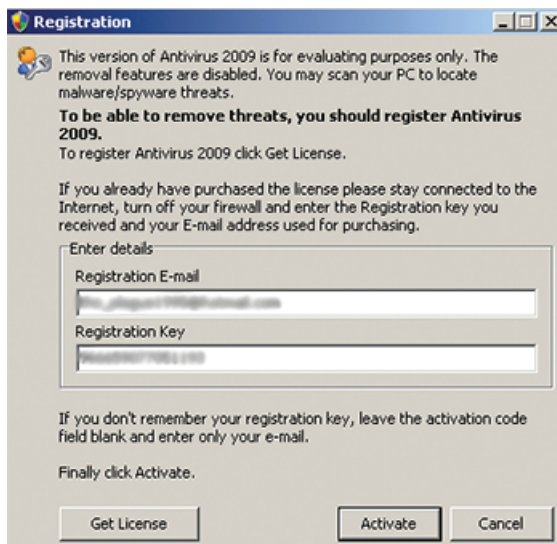 Registration
This version of Antivirus 2009 is for evaluating purposes only. The
removal features are disabled. You may scan your PC to locate
malware/spyware threats.
To be able to remove threats, you should register Antivirus
2009.
To register Antivirus 2009 click Get License.
If you already have purchased the license please stay connected to the
Internet, turn off your firewall and enter the Registration key you
received and your E-mail address used for purchasing.
Enter details
Registration E-mail
Registration Key
If you don't remember your registration key, leave the activation code
field blank and enter only your e-mail.
Finally click Activate.
Get License
Activate
Cancel